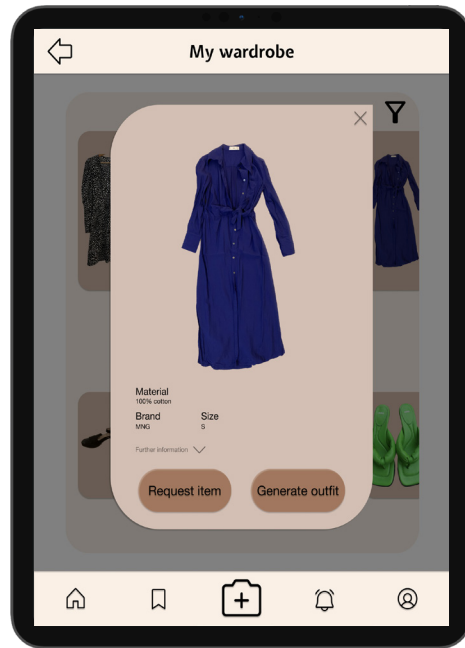 My wardrobe
Material
100% cotton
Brand Size
MNG S
Further information
Request item Generate outfit